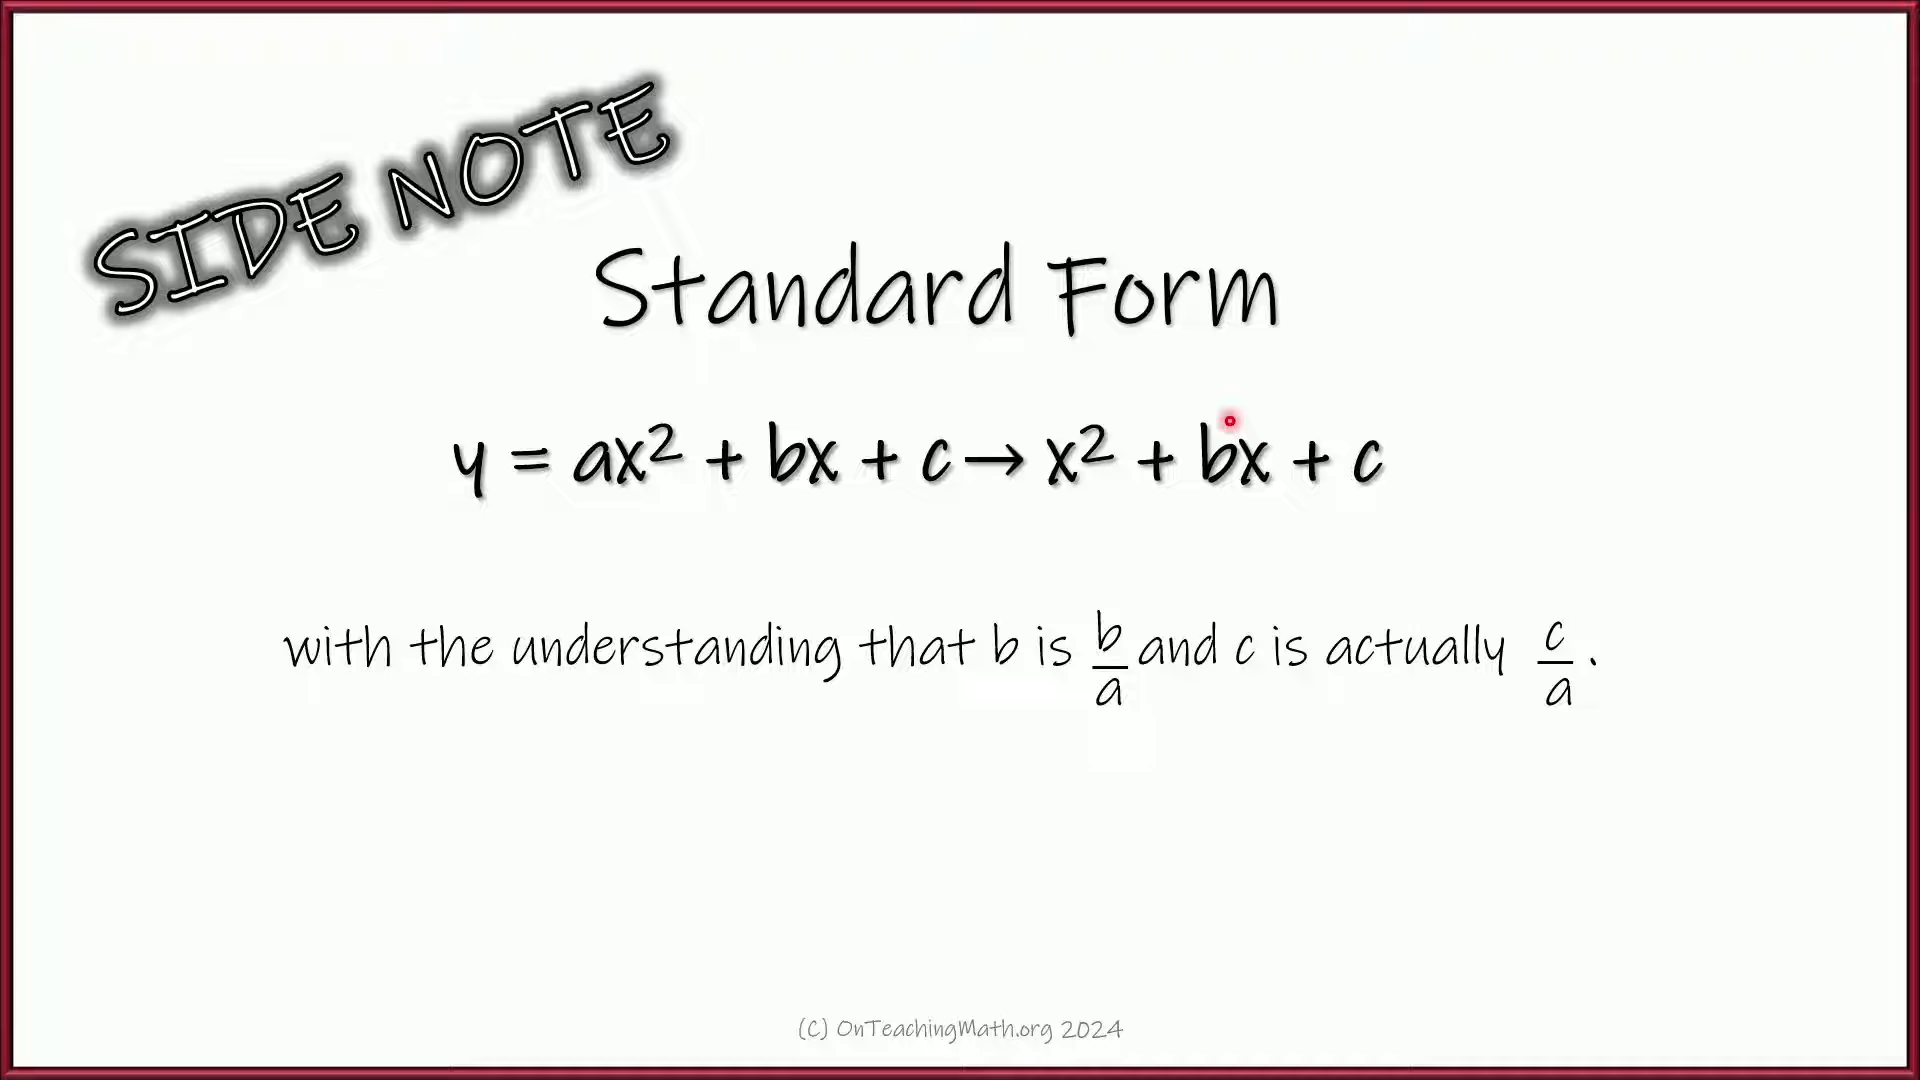 SIDE NOTE
Standard Form
y = ax² + bx + c → x² + bx + c
with the understanding that b is b/a and c is actually c/a.
(C) OnTeachingMath.org 2024